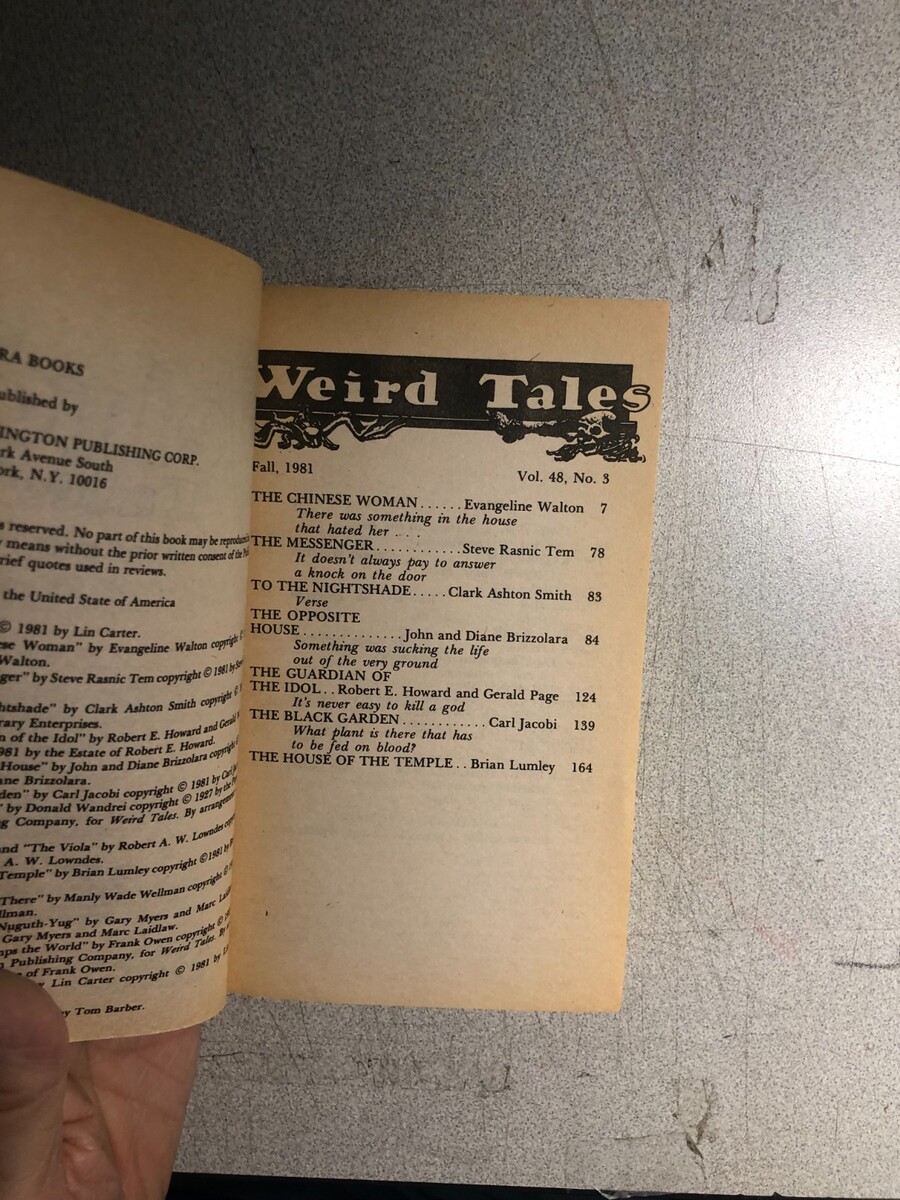 RA BOOKS
ublished by
INGTON PUBLISHING CORP.
rk Avenue South
ork, N.Y. 10016
s reserved. No part of this book may be reproduced
means without the prior written consent of the
rief quotes used in reviews.
the United State of America
© 1981 by Lin Carter.
ese Woman" by Evangeline Walton copyright ©
Walton.
ger" by Steve Rasnic Tem copyright © 1981 by
htshade" by Clark Ashton Smith copyright ©
rary Enterprises.
n of the Idol" by Robert E. Howard and Gerald
981 by the Estate of Robert E. Howard.
House" by John and Diane Brizzolara copyright
ane Brizzolara.
den" by Carl Jacobi copyright © 1981 by Carl
" by Donald Wandrei copyright © 1927 by the
g Company, for Weird Tales. By arrangement
and "The Viola" by Robert A. W. Lowndes
A. W. Lowndes.
Temple" by Brian Lumley copyright © 1981 by
There" by Manly Wade Wellman copyright ©
llman.
Nuguth-Yug" by Gary Myers and Marc
Gary Myers and Marc Laidlaw.
mps the World" by Frank Owen copyright ©
n Publishing Company, for Weird Tales. By
of Frank Owen.
Lin Carter copyright © 1981 by
by Tom Barber.
Weird Tales
Fall, 1981 Vol. 48, No. 3
THE CHINESE WOMAN ...... Evangeline Walton 7
There was something in the house
that hated her . . .
THE MESSENGER ............ Steve Rasnic Tem 78
It doesn't always pay to answer
a knock on the door
TO THE NIGHTSHADE ..... Clark Ashton Smith 83
Verse
THE OPPOSITE
HOUSE .............. John and Diane Brizzolara 84
Something was sucking the life
out of the very ground
THE GUARDIAN OF
THE IDOL .. Robert E. Howard and Gerald Page 124
It's never easy to kill a god
THE BLACK GARDEN ............ Carl Jacobi 139
What plant is there that has
to be fed on blood?
THE HOUSE OF THE TEMPLE .. Brian Lumley 164